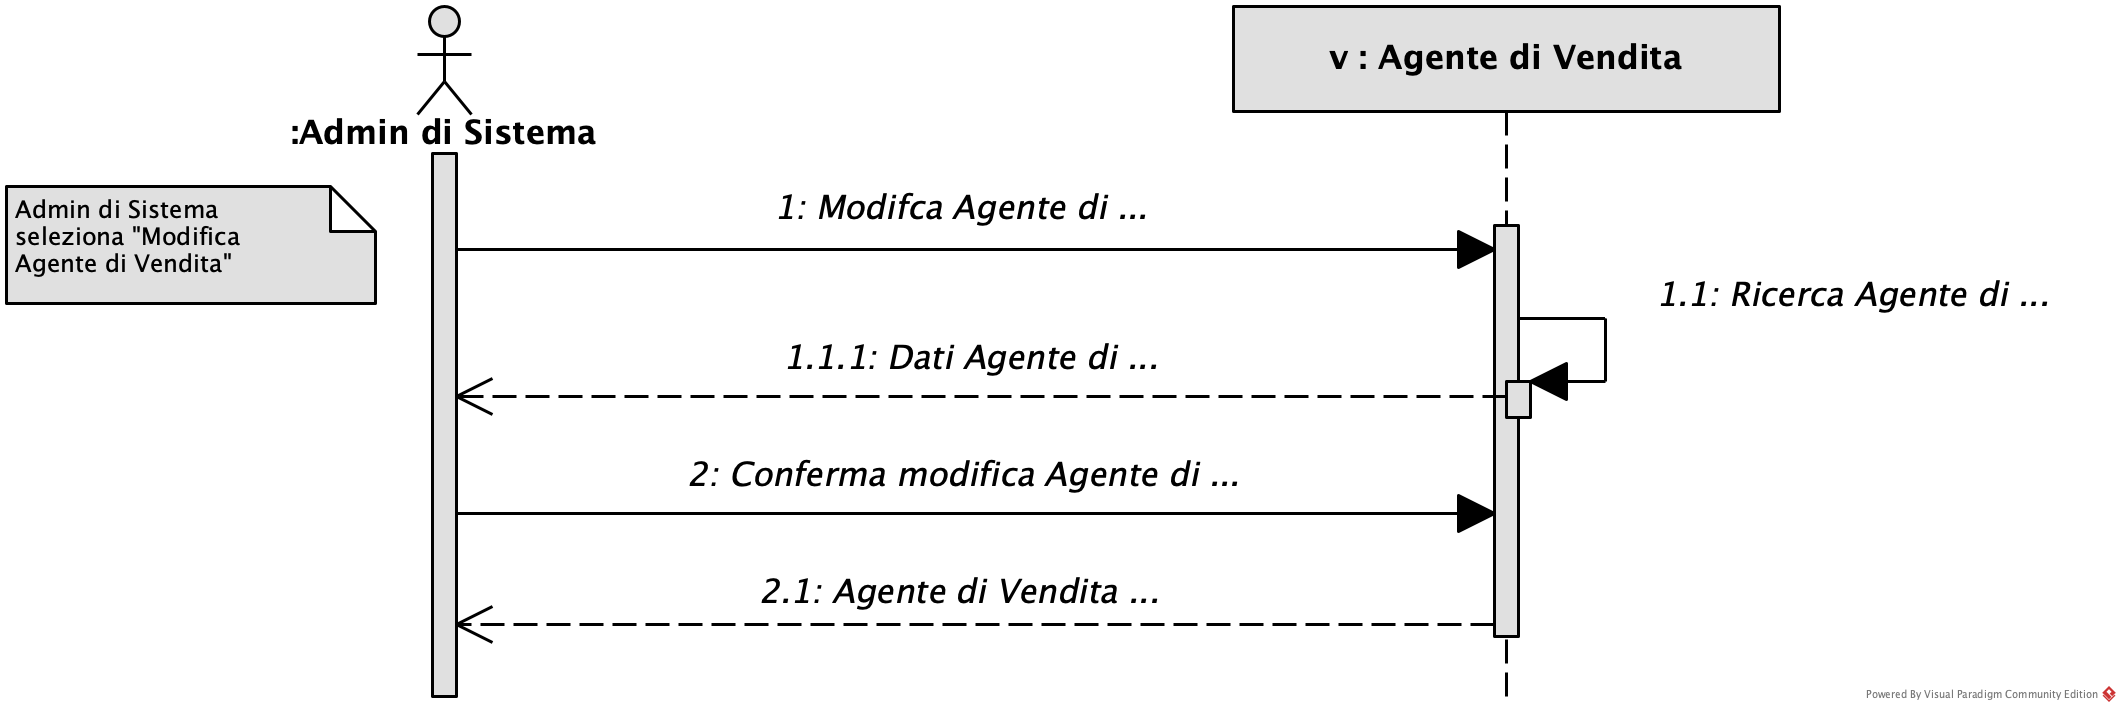 :Admin di Sistema
v : Agente di Vendita
Admin di Sistema
seleziona "Modifica
Agente di Vendita"
1: Modifca Agente di ...
1.1: Ricerca Agente di ...
1.1.1: Dati Agente di ...
2: Conferma modifica Agente di ...
2.1: Agente di Vendita ...
Powered By Visual Paradigm Community Edition